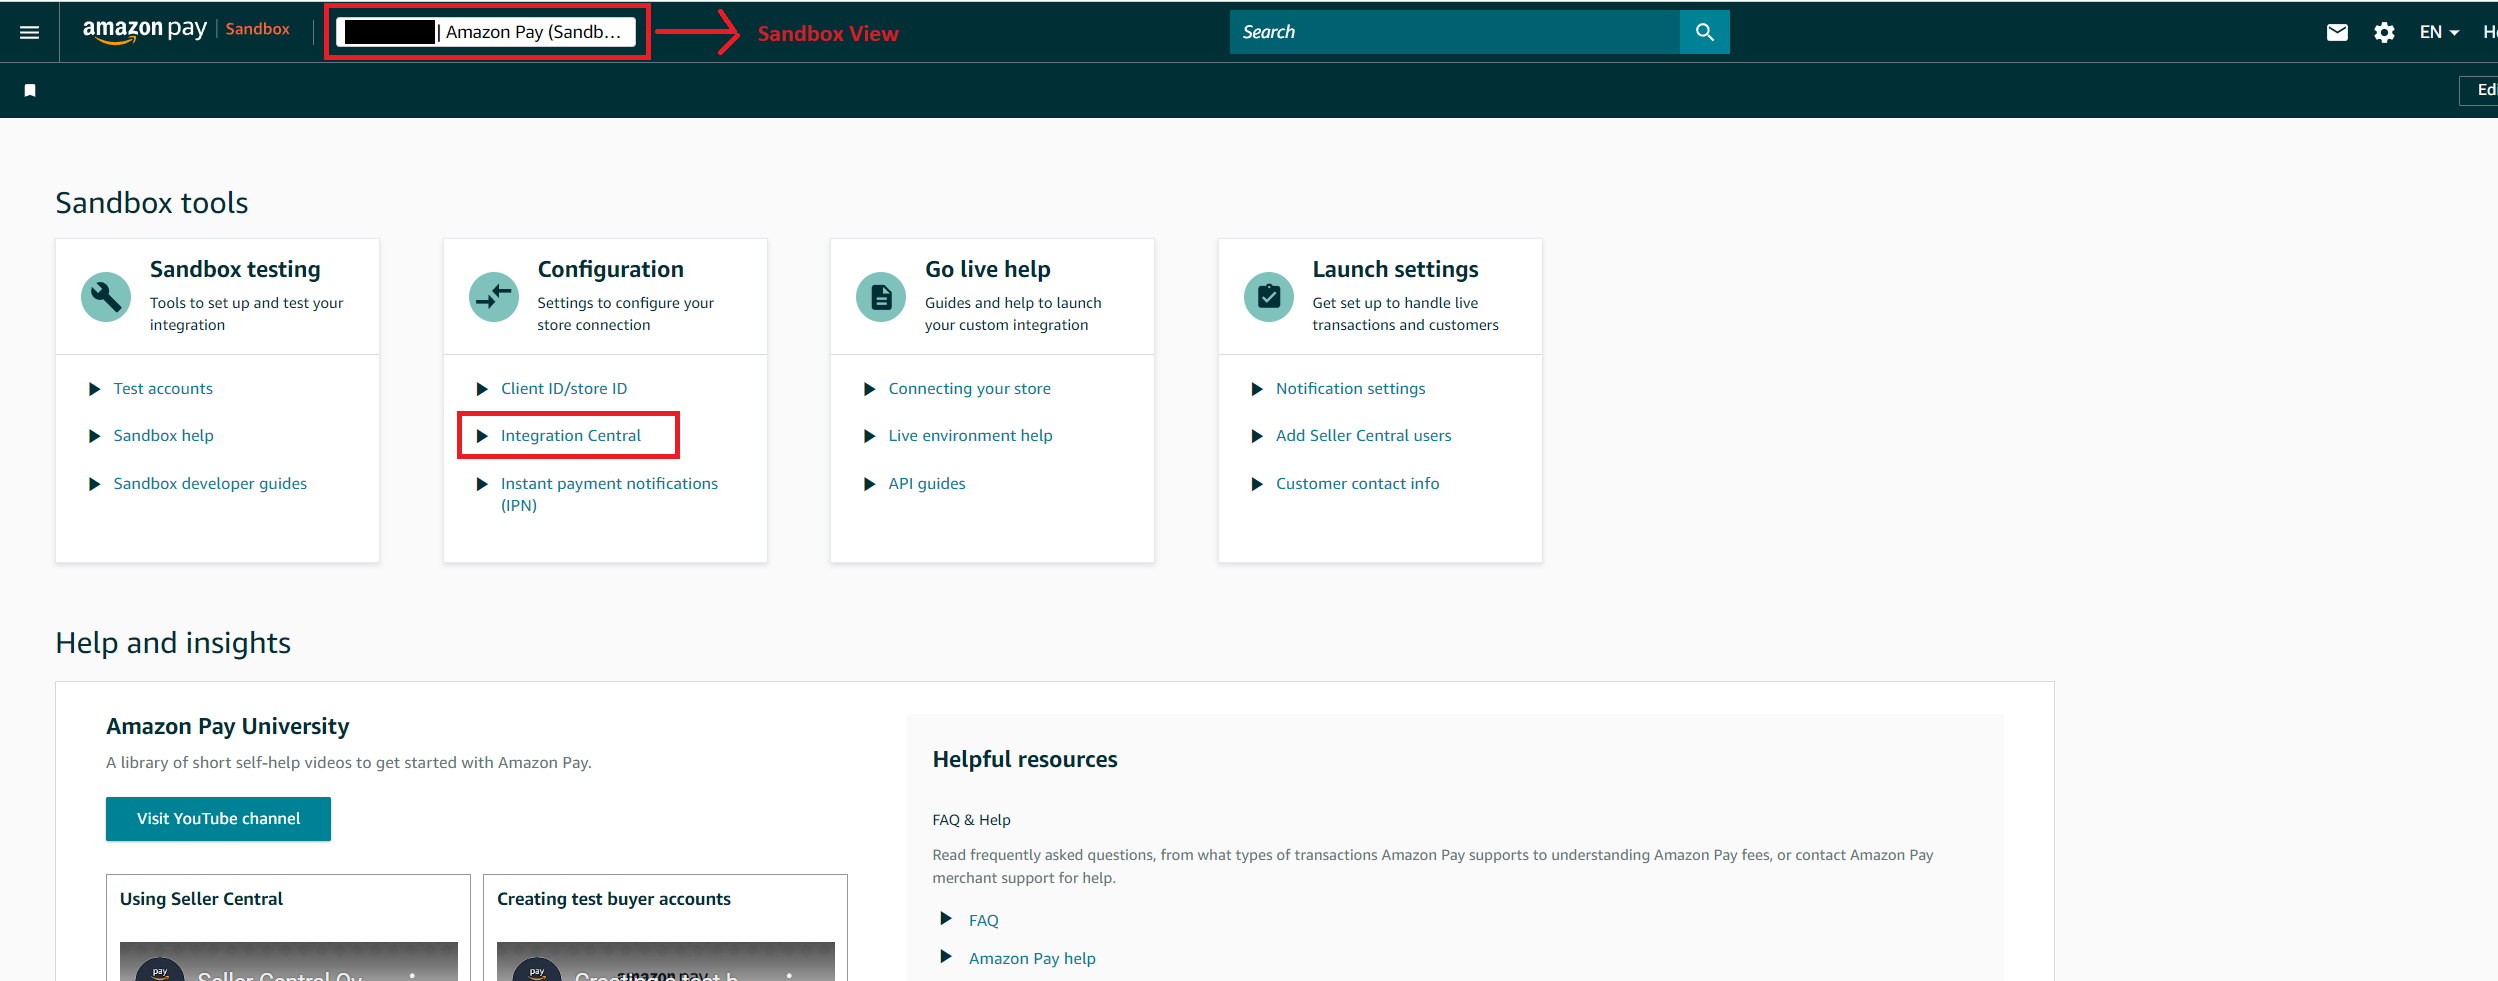 amazon pay
Sandbox
| Amazon Pay (Sandb...
Sandbox View
Search
EN
Sandbox tools
Sandbox testing
Tools to set up and test your
integration
Test accounts
Sandbox help
Sandbox developer guides
Configuration
Settings to configure your
store connection
Client ID/store ID
Integration Central
Instant payment notifications
(IPN)
Go live help
Guides and help to launch
your custom integration
Connecting your store
Live environment help
API guides
Launch settings
Get set up to handle live
transactions and customers
Notification settings
Add Seller Central users
Customer contact info
Help and insights
Amazon Pay University
A library of short self-help videos to get started with Amazon Pay.
Visit YouTube channel
Using Seller Central
pay
Seller Central
Creating test buyer accounts
pay
amazon pay
Helpful resources
FAQ & Help
Read frequently asked questions, from what types of transactions Amazon Pay supports to understanding Amazon Pay fees, or contact Amazon Pay
merchant support for help.
FAQ
Amazon Pay help